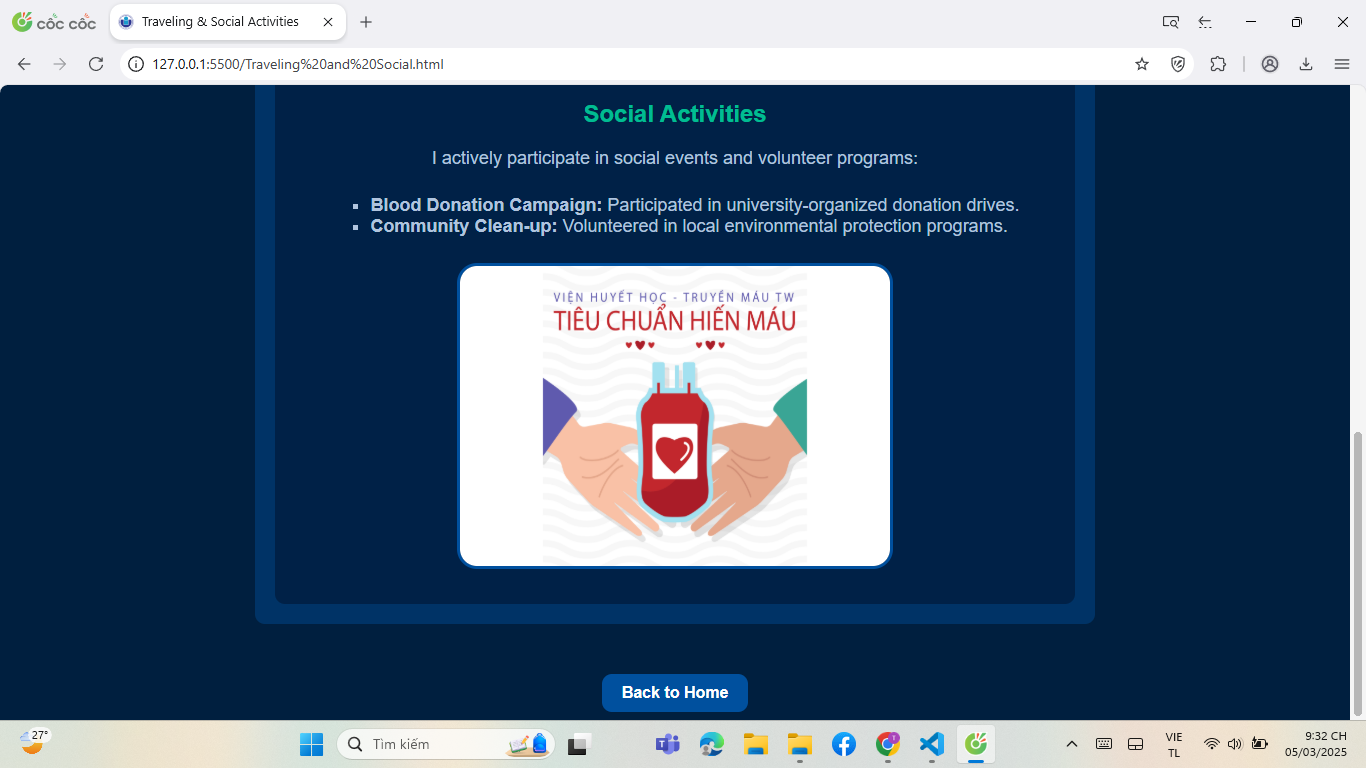 cốc cốc
Traveling & Social Activities
127.0.0.1:5500/Traveling%20and%20Social.html
Social Activities
I actively participate in social events and volunteer programs:
Blood Donation Campaign: Participated in university-organized donation drives.
Community Clean-up: Volunteered in local environmental protection programs.
VIỆN HUYẾT HỌC - TRUYỀN MÁU TW
TIÊU CHUẨN HIẾN MÁU
Back to Home
27°
Tìm kiếm
VIE
TL
9:32 CH
05/03/2025